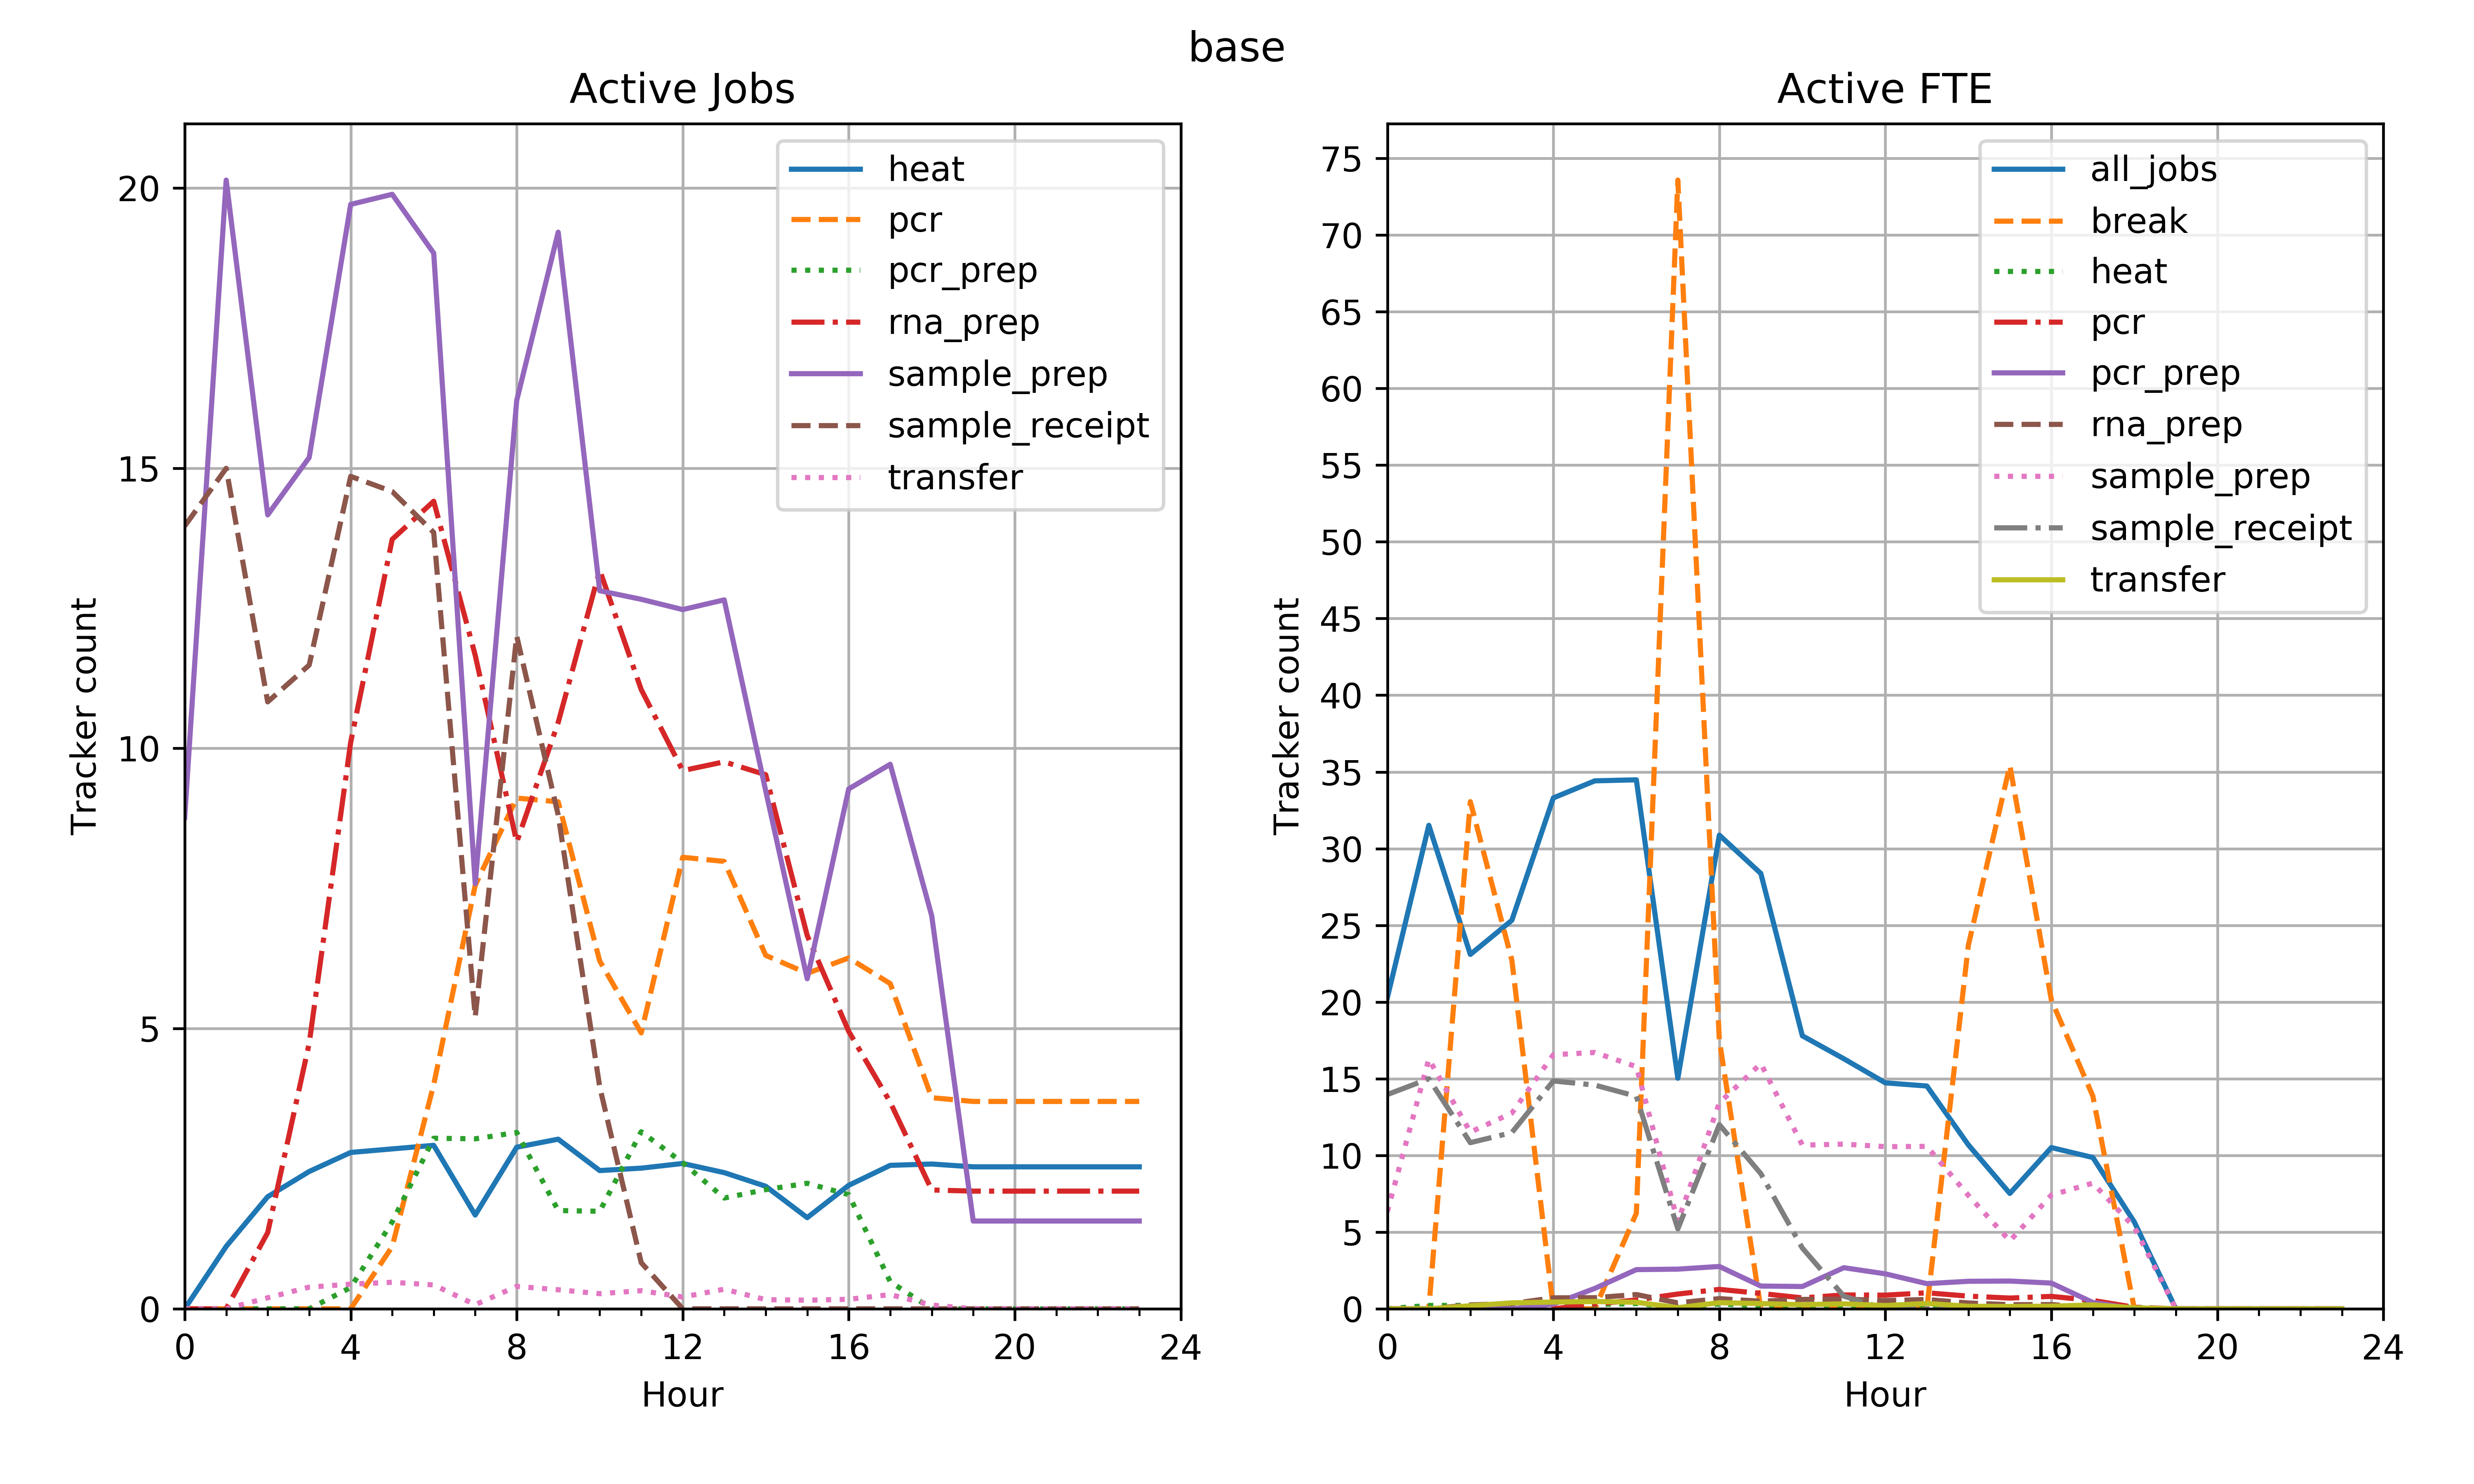 base
Active Jobs
Tracker count
20
15
10
5
0
0 4 8 12 16 20 24
Hour
heat
pcr
pcr_prep
rna_prep
sample_prep
sample_receipt
transfer
Active FTE
Tracker count
75
70
65
60
55
50
45
40
35
30
25
20
15
10
5
0
0 4 8 12 16 20 24
Hour
all_jobs
break
heat
pcr
pcr_prep
rna_prep
sample_prep
sample_receipt
transfer